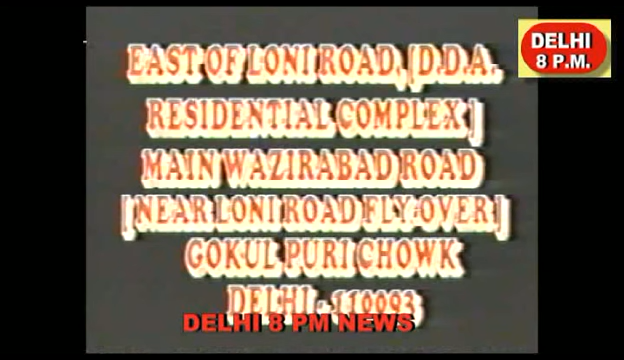 DELHI
8 P.M.
EAST OF LONI ROAD, [D.D.A.
RESIDENTIAL COMPLEX ]
MAIN WAZIRABAD ROAD
[ NEAR LONI ROAD FLY-OVER ]
GOKUL PURI CHOWK
DELHI - 110093
DELHI 8 PM NEWS